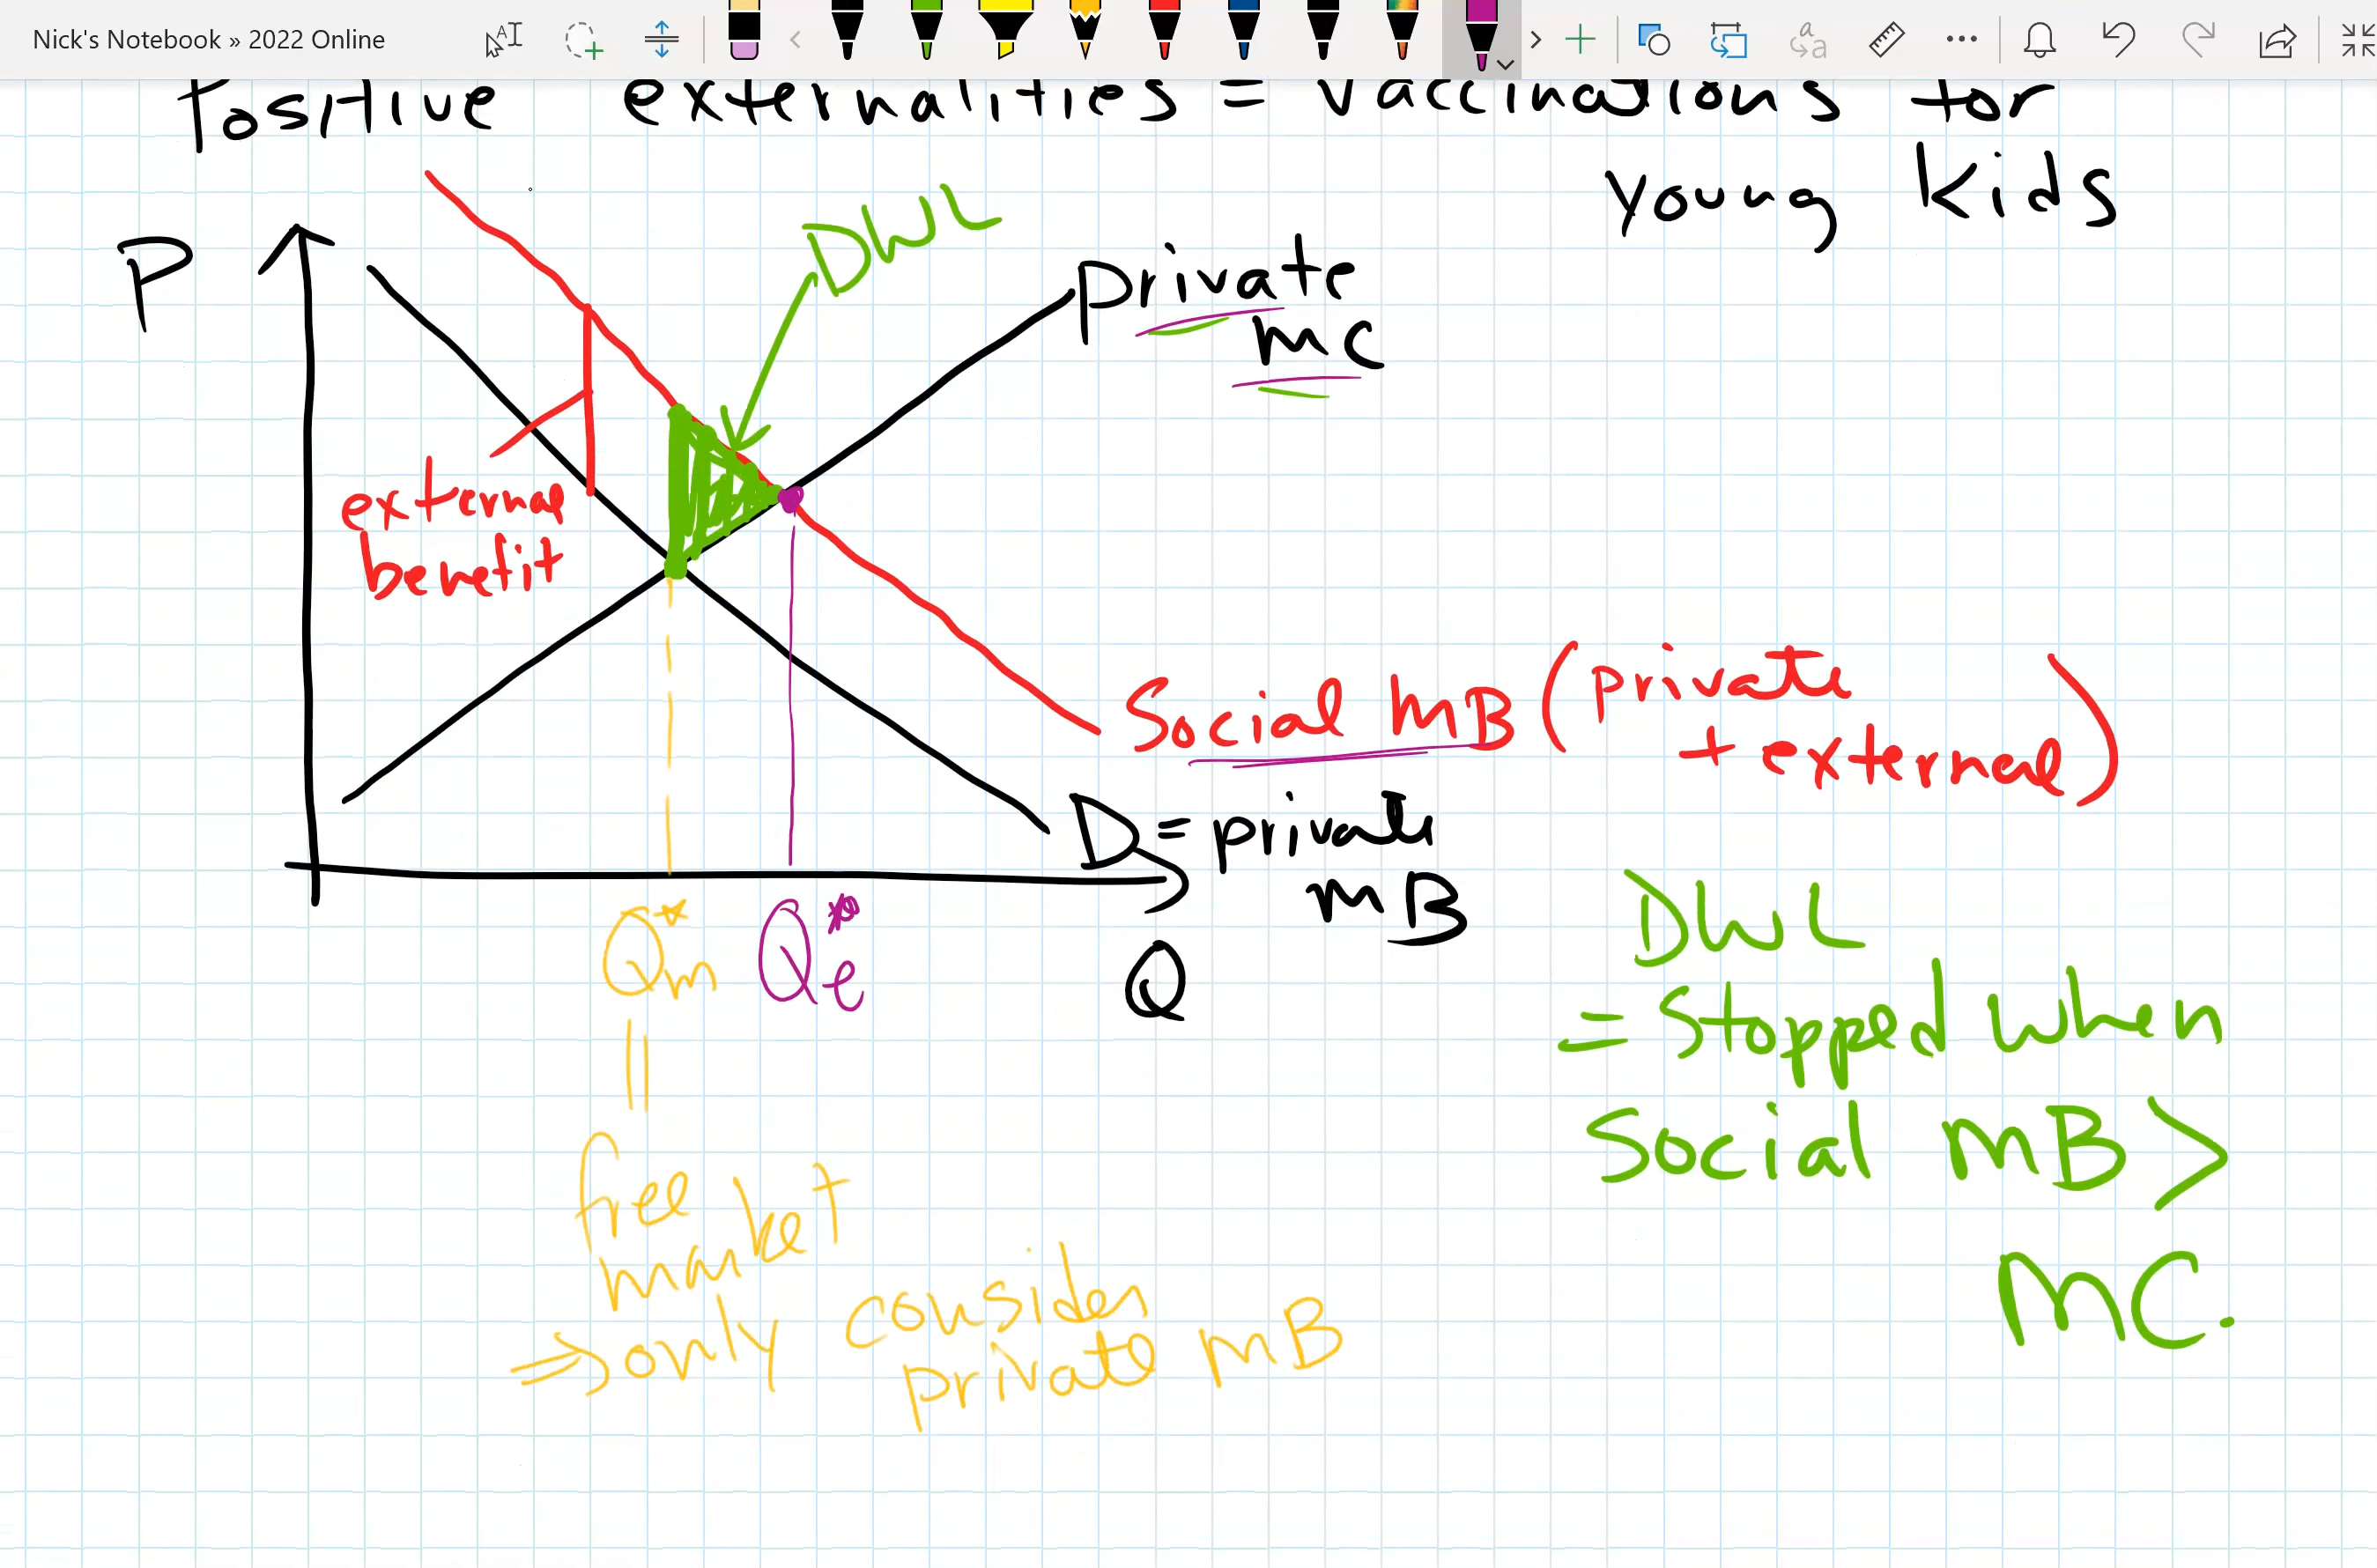 Nick's Notebook » 2022 Online
Positive externalities = vaccinations for
young kids
P
DWL
private
MC
external
benefit
Social MB (private
+ external)
D = private
MB
Q*m
Q*e
Q
DWL
= Stopped when
Social MB >
MC.
||
free
market
⇒ only consider
private MB